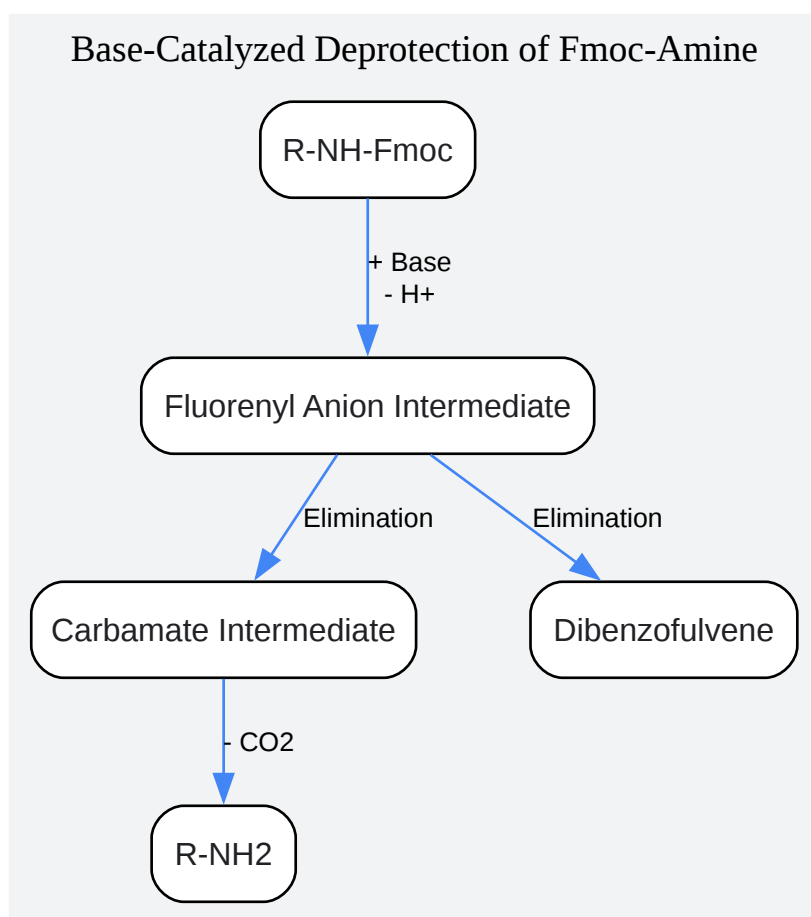 Base-Catalyzed Deprotection of Fmoc-Amine
R-NH-Fmoc
+ Base
- H+
Fluorenyl Anion Intermediate
Elimination
Elimination
Carbamate Intermediate
Dibenzofulvene
- CO2
R-NH2